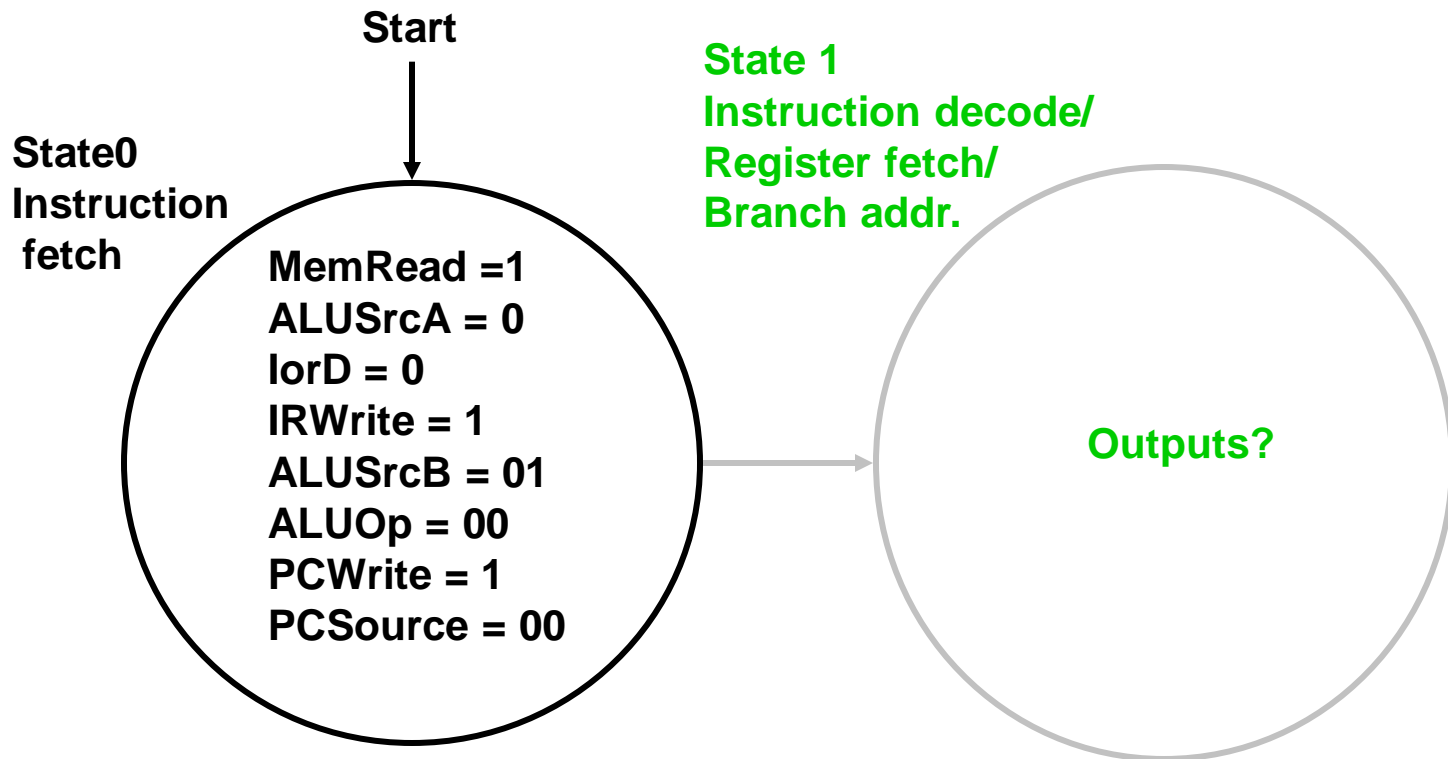 Start
State0
Instruction
fetch
MemRead =1
ALUSrcA = 0
IorD = 0
IRWrite = 1
ALUSrcB = 01
ALUOp = 00
PCWrite = 1
PCSource = 00
State 1
Instruction decode/
Register fetch/
Branch addr.
Outputs?